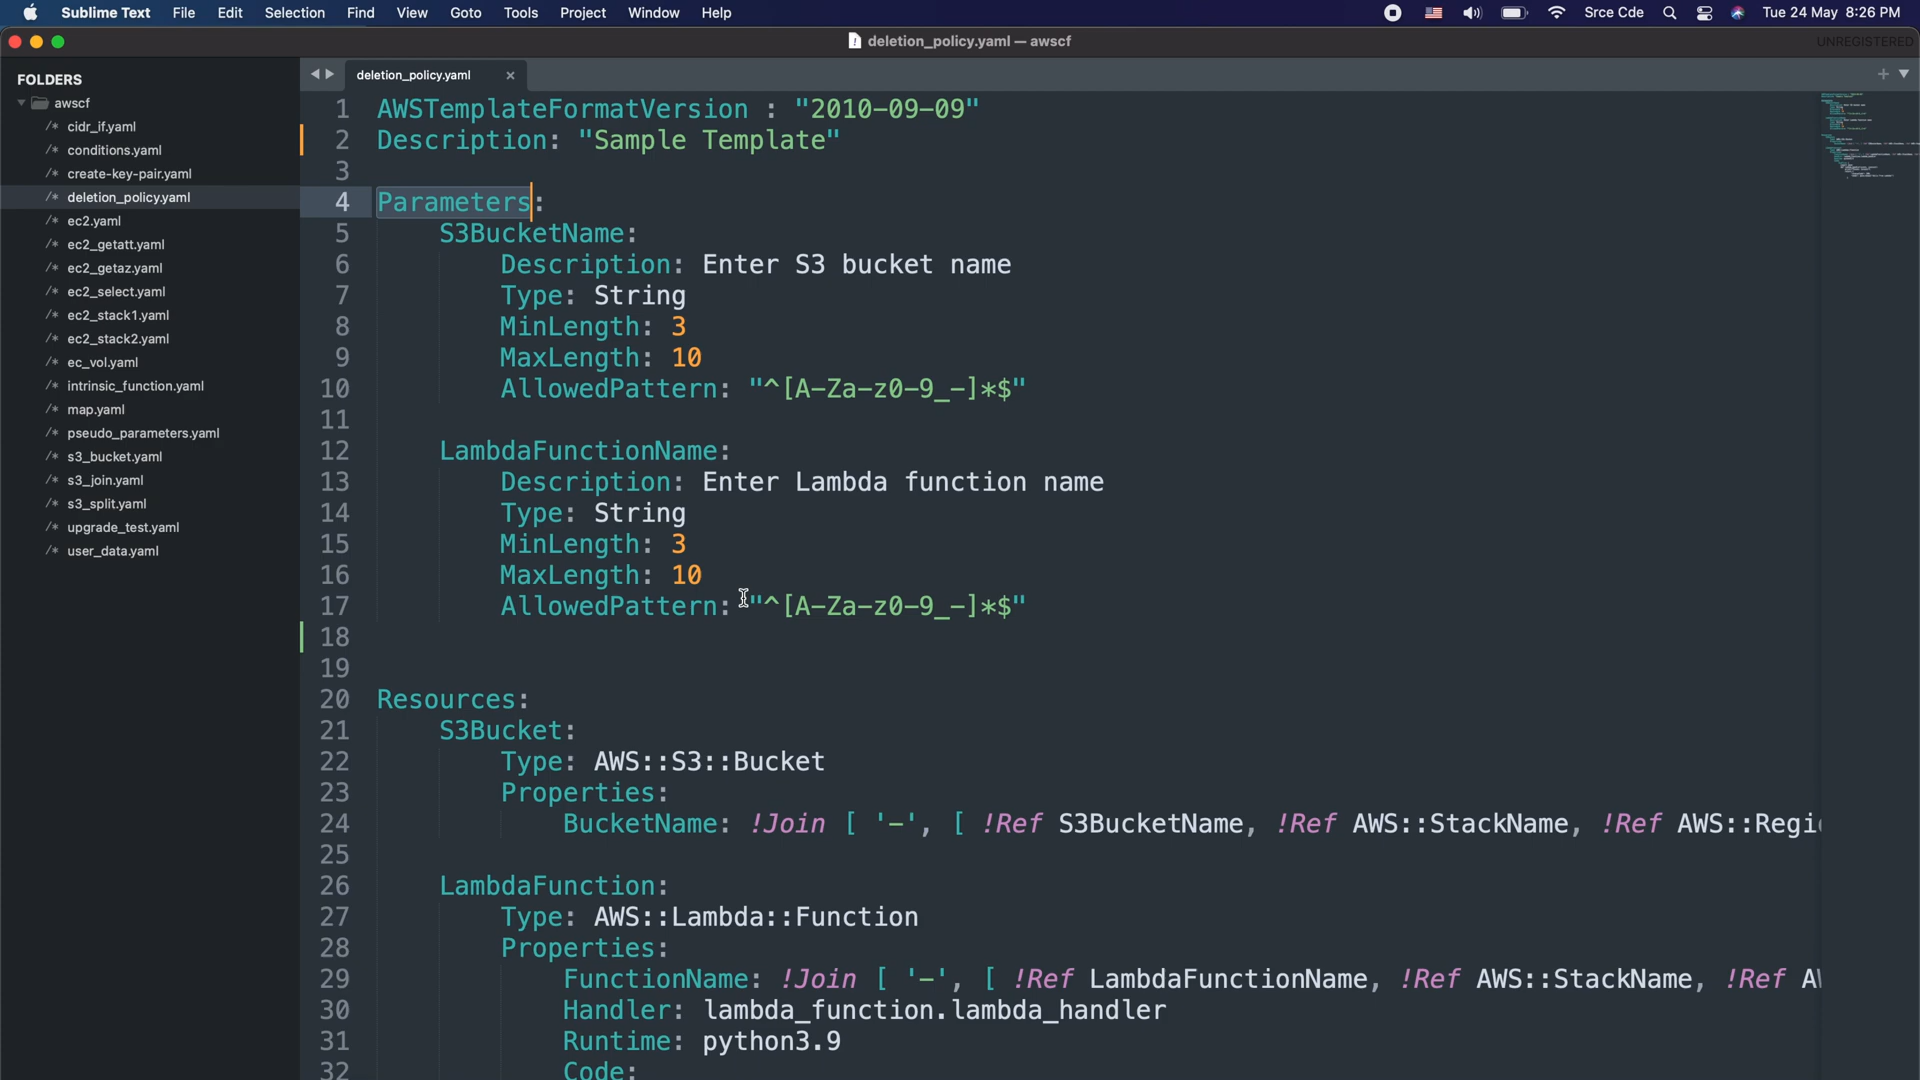 Sublime Text File Edit Selection Find View Goto Tools Project Window Help Srce Cde Tue 24 May 8:26 PM
deletion_policy.yaml — awscf UNREGISTERED
FOLDERS
awscf
/* cidr_if.yaml
/* conditions.yaml
/* create-key-pair.yaml
/* deletion_policy.yaml
/* ec2.yaml
/* ec2_getatt.yaml
/* ec2_getaz.yaml
/* ec2_select.yaml
/* ec2_stack1.yaml
/* ec2_stack2.yaml
/* ec_vol.yaml
/* intrinsic_function.yaml
/* map.yaml
/* pseudo_parameters.yaml
/* s3_bucket.yaml
/* s3_join.yaml
/* s3_split.yaml
/* upgrade_test.yaml
/* user_data.yaml
deletion_policy.yaml
1 AWSTemplateFormatVersion : "2010-09-09"
2 Description: "Sample Template"
3
4 Parameters:
5 S3BucketName:
6 Description: Enter S3 bucket name
7 Type: String
8 MinLength: 3
9 MaxLength: 10
10 AllowedPattern: "^[A-Za-z0-9_-]*$"
11
12 LambdaFunctionName:
13 Description: Enter Lambda function name
14 Type: String
15 MinLength: 3
16 MaxLength: 10
17 AllowedPattern: "^[A-Za-z0-9_-]*$"
18
19
20 Resources:
21 S3Bucket:
22 Type: AWS::S3::Bucket
23 Properties:
24 BucketName: !Join [ '-', [ !Ref S3BucketName, !Ref AWS::StackName, !Ref AWS::Regi
25
26 LambdaFunction:
27 Type: AWS::Lambda::Function
28 Properties:
29 FunctionName: !Join [ '-', [ !Ref LambdaFunctionName, !Ref AWS::StackName, !Ref A
30 Handler: lambda_function.lambda_handler
31 Runtime: python3.9
32 Code: